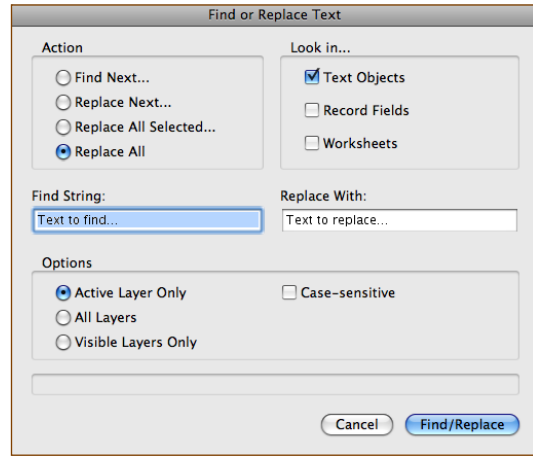 Find or Replace Text
Action
Find Next...
Replace Next...
Replace All Selected...
Replace All
Look in...
Text Objects
Record Fields
Worksheets
Find String:
Text to find...
Replace With:
Text to replace...
Options
Active Layer Only
All Layers
Visible Layers Only
Case-sensitive
Cancel
Find/Replace